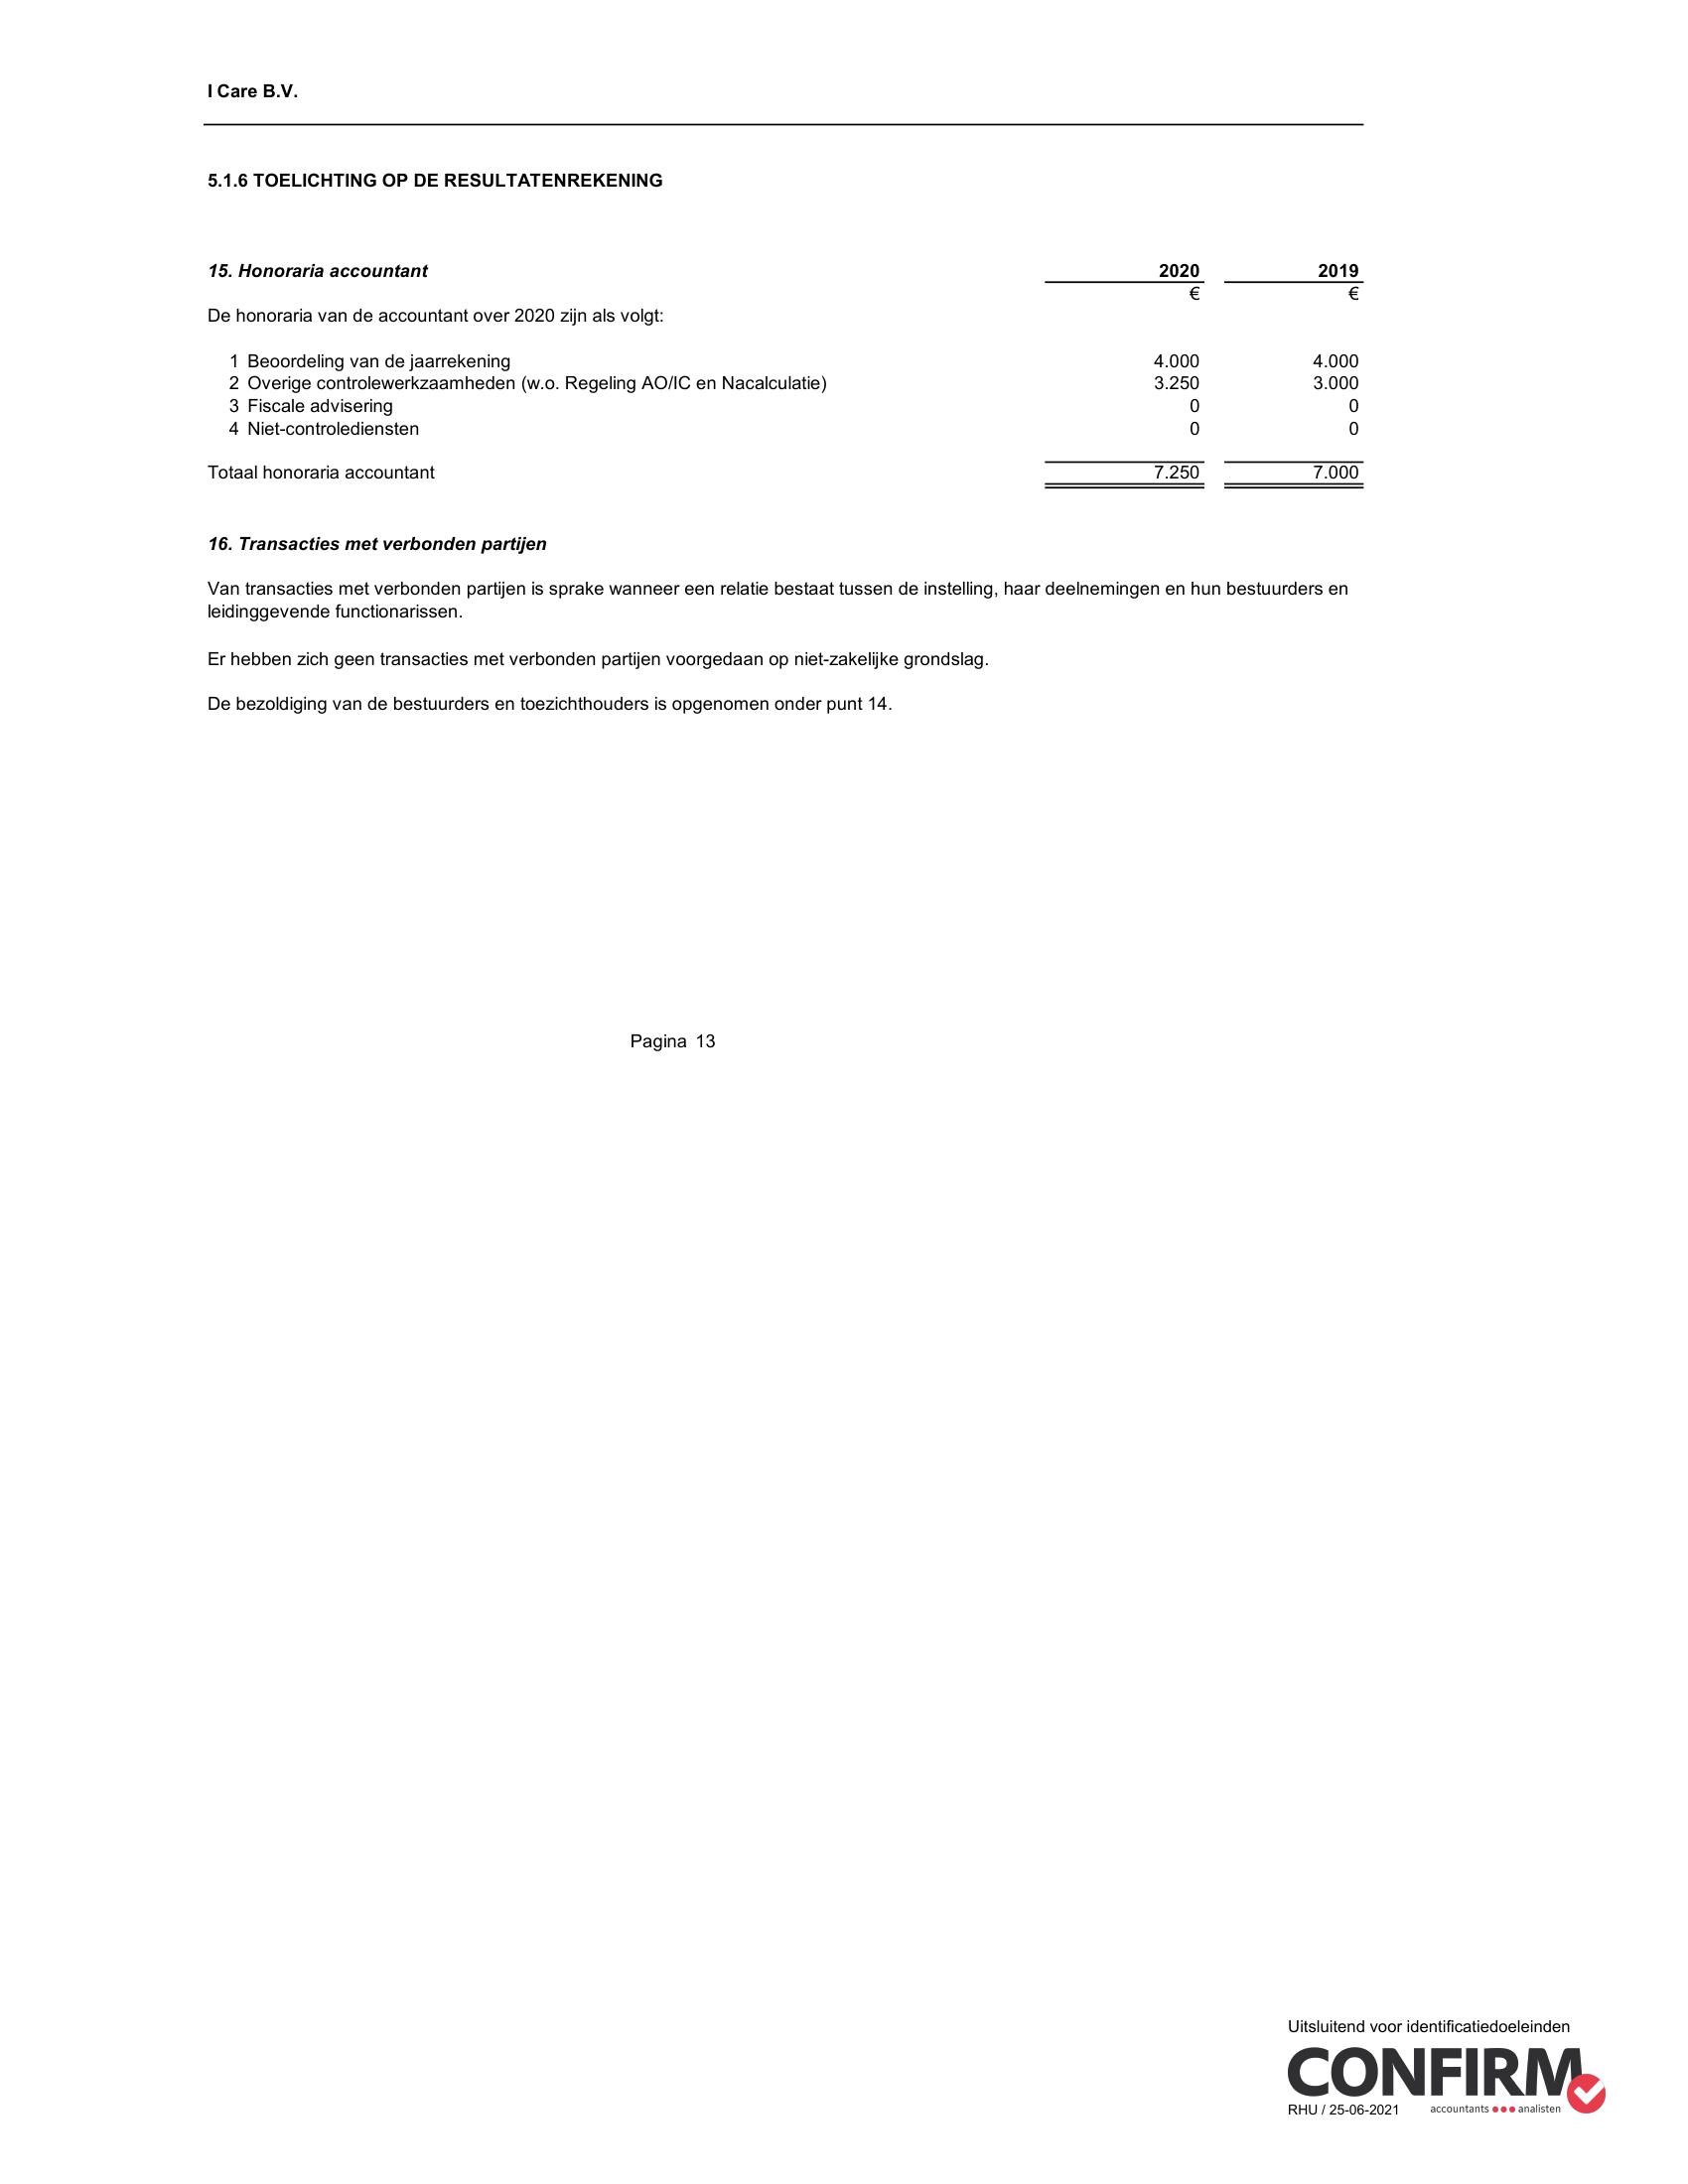 I Care B.V.
5.1.6 TOELICHTING OP DE RESULTATENREKENING
15. Honoraria accountant 2020 2019
€ €
De honoraria van de accountant over 2020 zijn als volgt:
1 Beoordeling van de jaarrekening 4.000 4.000
2 Overige controlewerkzaamheden (w.o. Regeling AO/IC en Nacalculatie) 3.250 3.000
3 Fiscale advisering 0 0
4 Niet-controlediensten 0 0
Totaal honoraria accountant 7.250 7.000
16. Transacties met verbonden partijen
Van transacties met verbonden partijen is sprake wanneer een relatie bestaat tussen de instelling, haar deelnemingen en hun bestuurders en
leidinggevende functionarissen.
Er hebben zich geen transacties met verbonden partijen voorgedaan op niet-zakelijke grondslag.
De bezoldiging van de bestuurders en toezichthouders is opgenomen onder punt 14.
Pagina 13
Uitsluitend voor identificatiedoeleinden
CONFIRM
RHU / 25-06-2021 accountants analisten